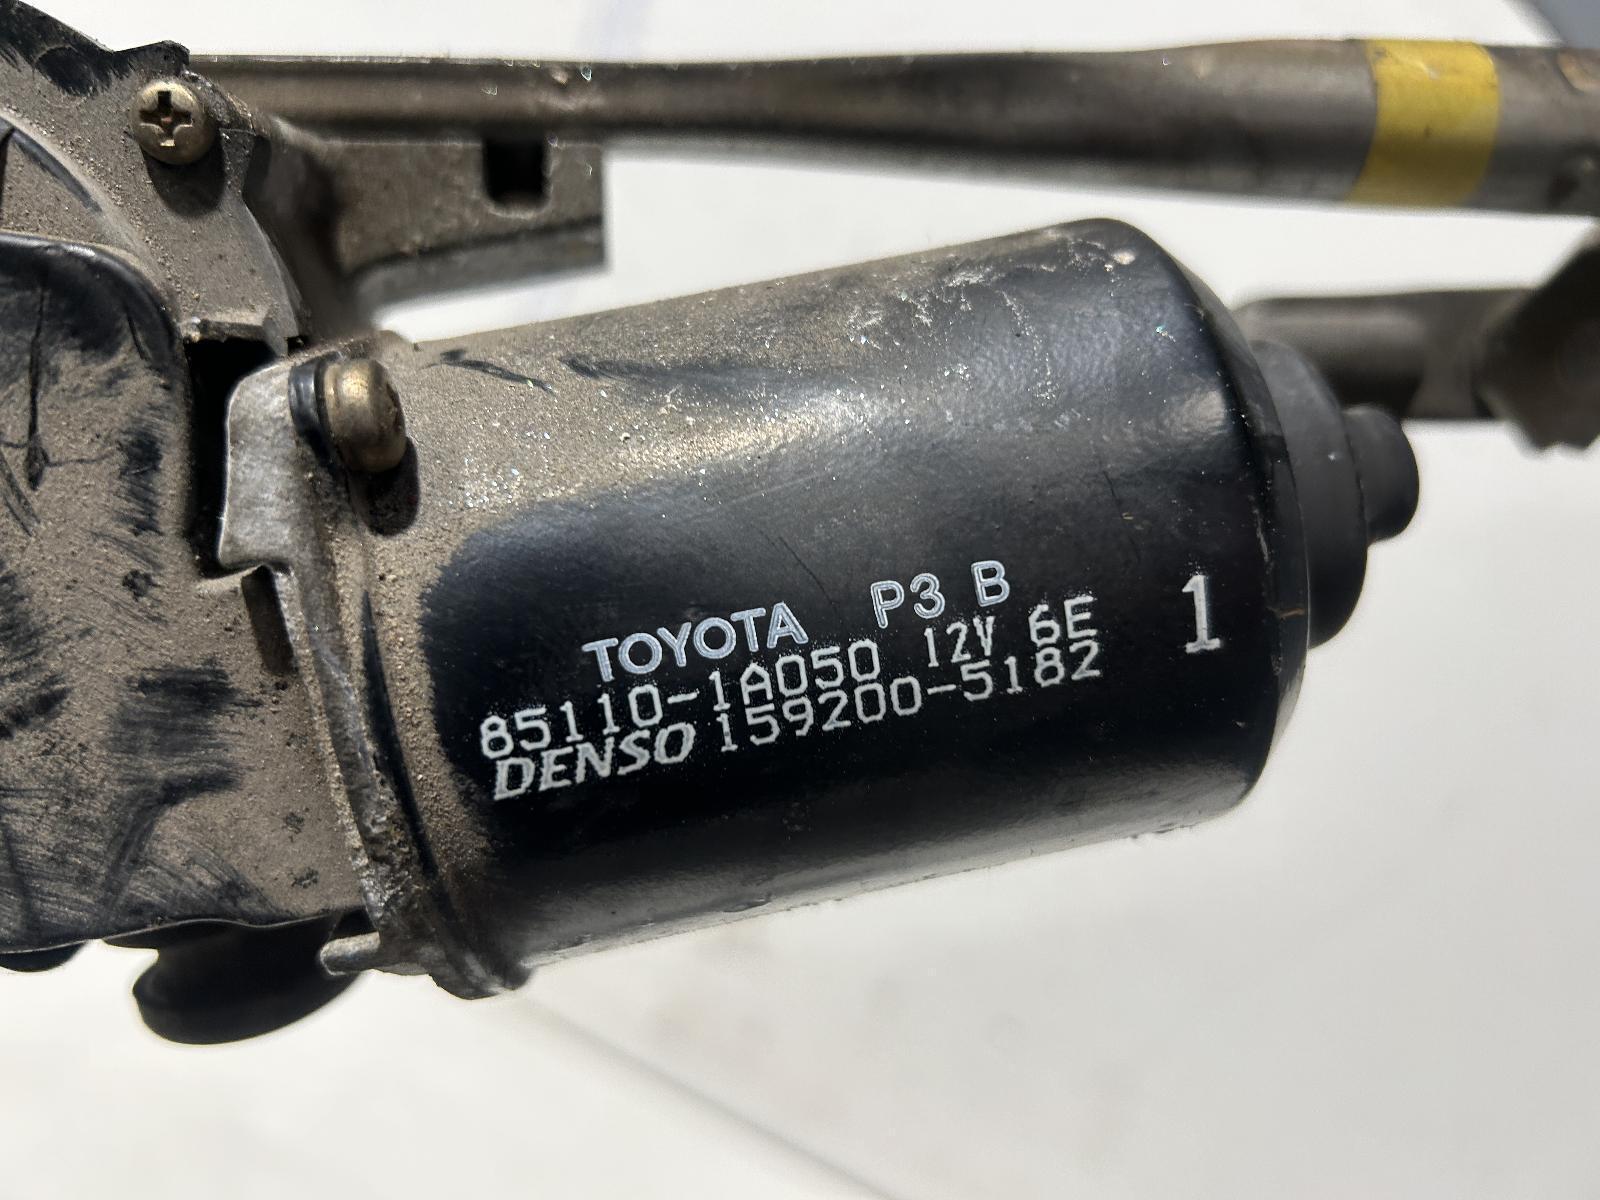 TOYOTA P3 B
85110-1A050 12V 6E 1
DENSO 159200-5182